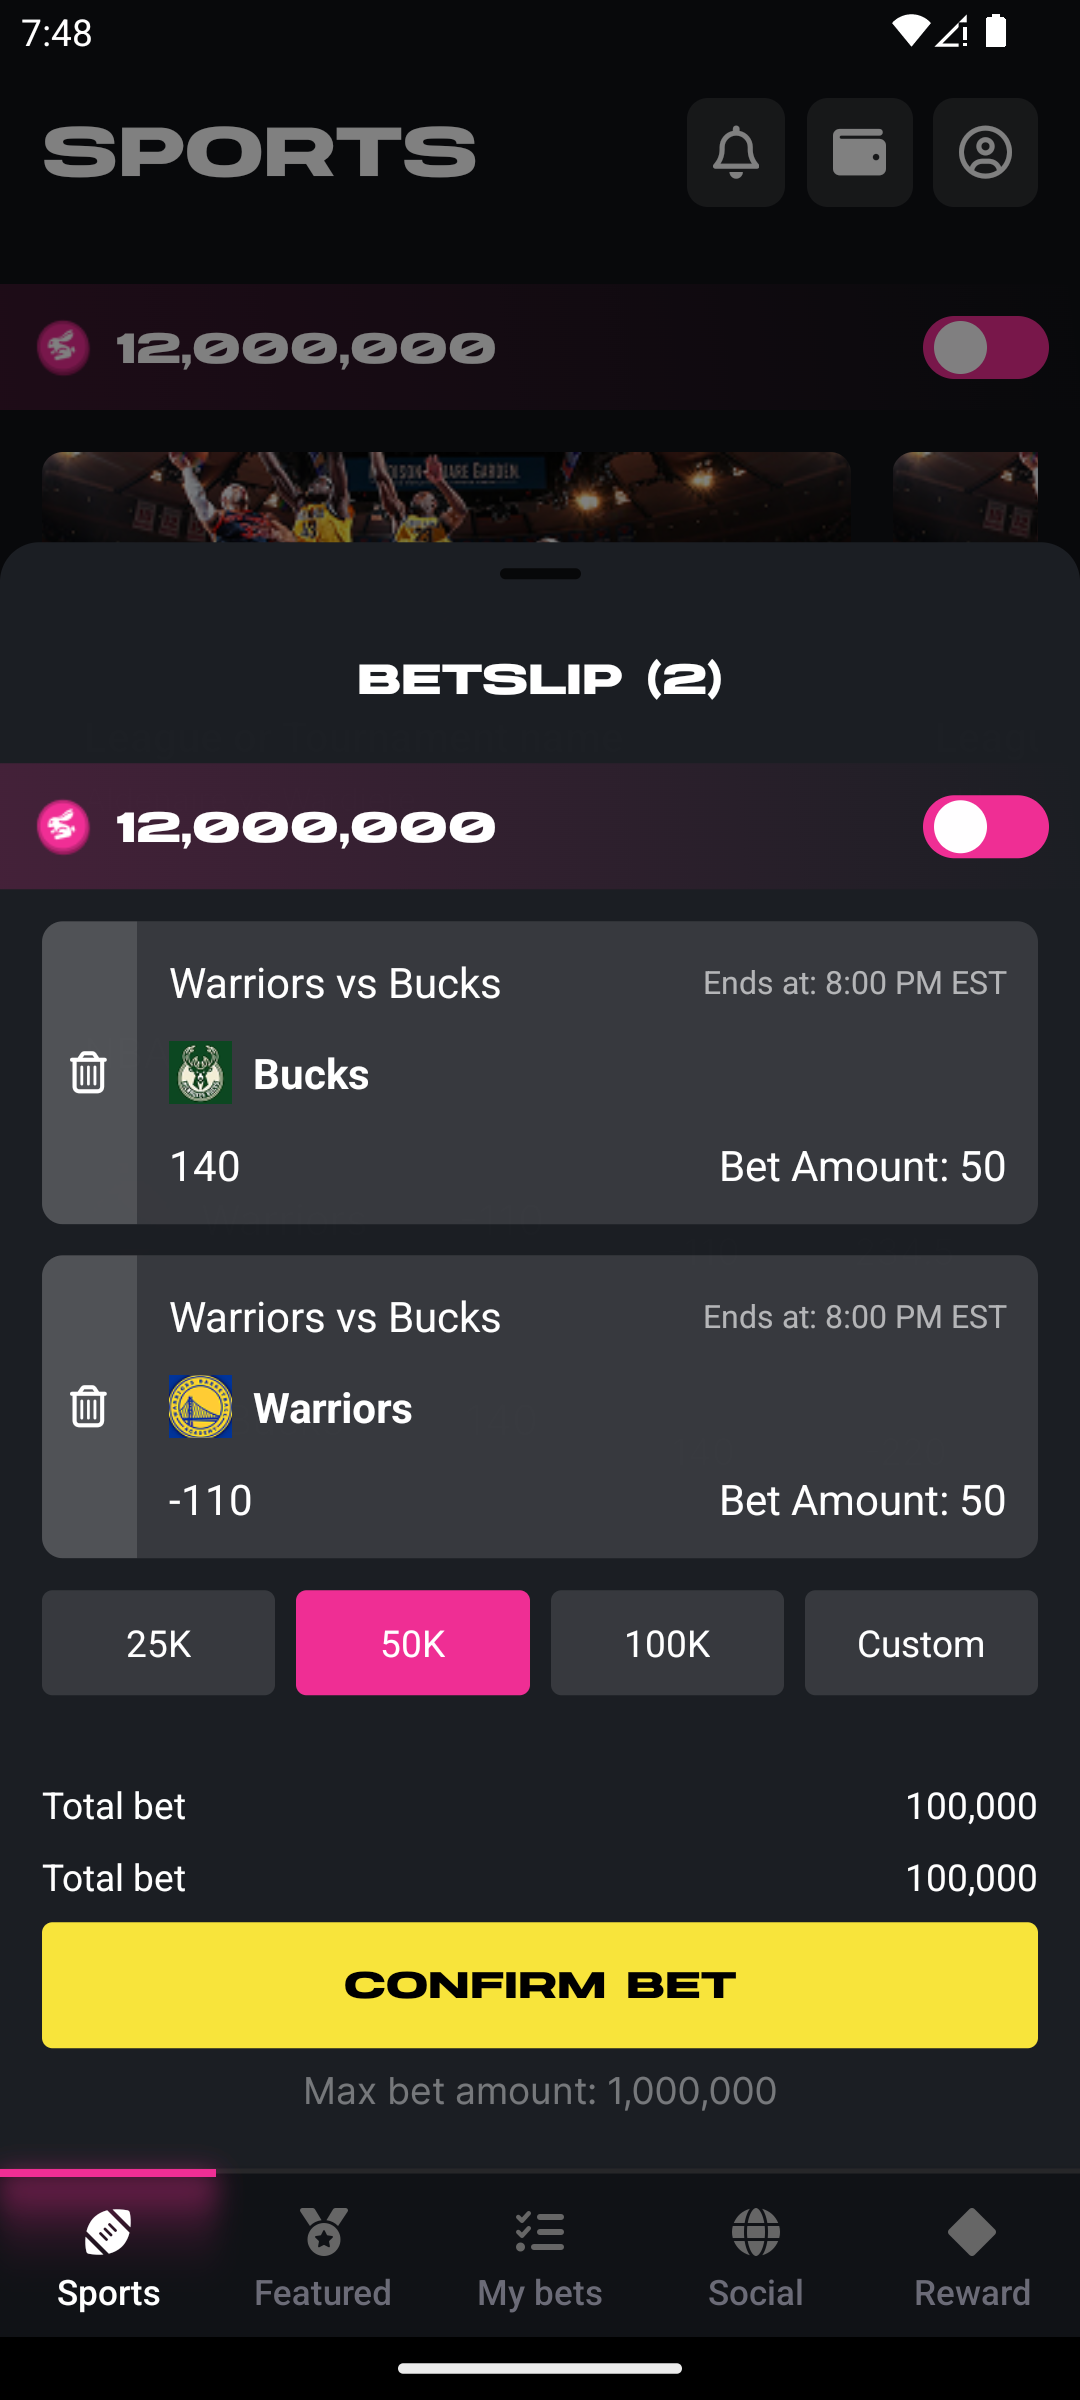 7:48
SPORTS
12,000,000
BETSLIP (2)
12,000,000
Warriors vs Bucks
Ends at: 8:00 PM EST
Bucks
140
Bet Amount: 50
Warriors vs Bucks
Ends at: 8:00 PM EST
Warriors
-110
Bet Amount: 50
25K
50K
100K
Custom
Total bet
100,000
Total bet
100,000
CONFIRM BET
Max bet amount: 1,000,000
Sports
Featured
My bets
Social
Reward